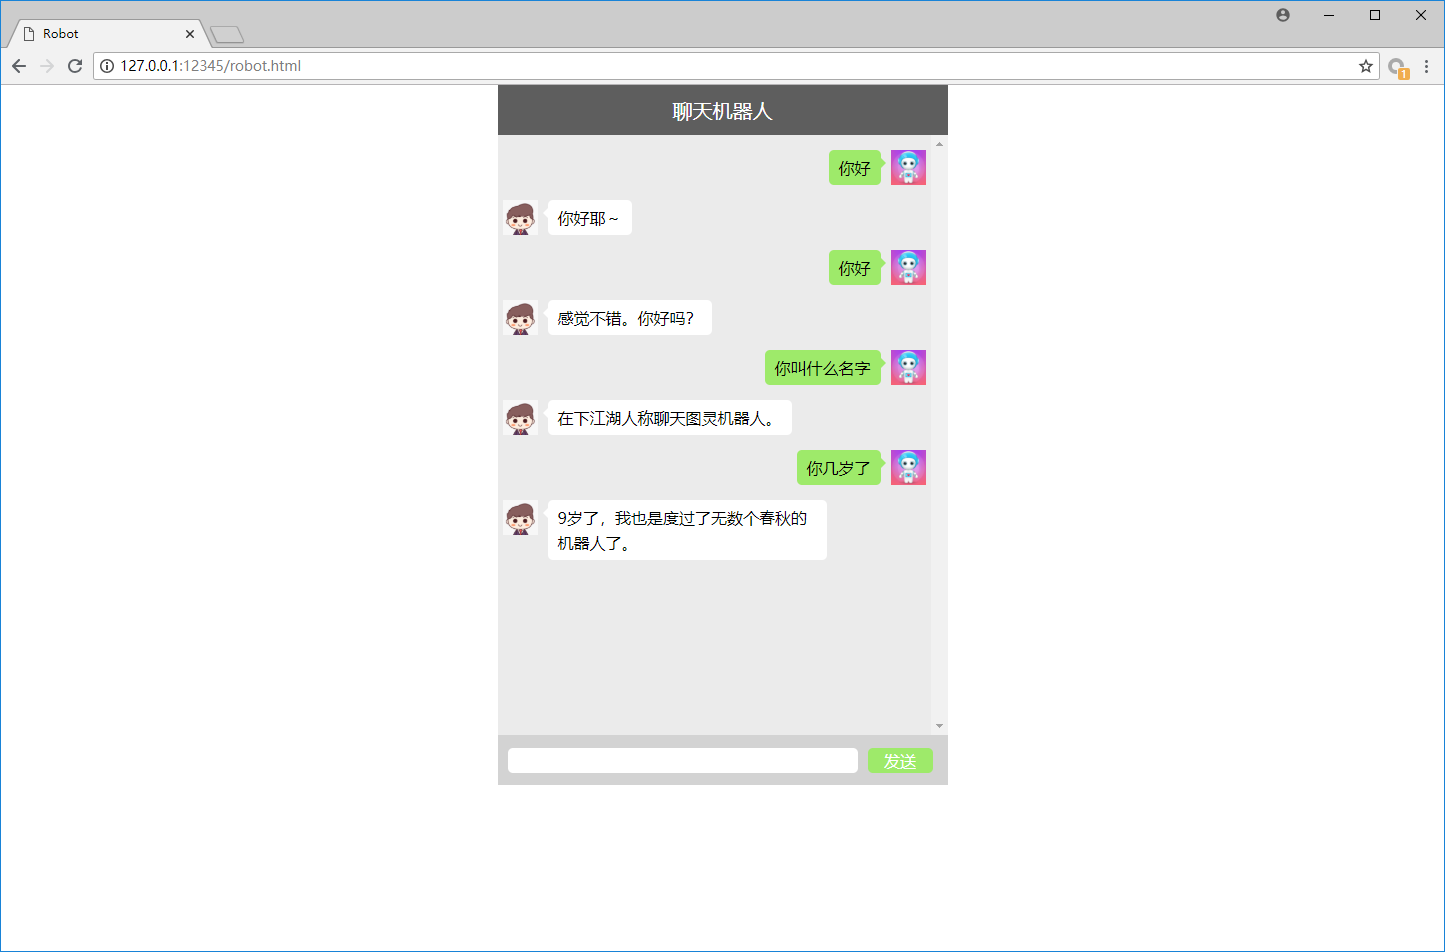 Robot
127.0.0.1:12345/robot.html
1
聊天机器人
你好
你好耶～
你好
感觉不错。你好吗？
你叫什么名字
在下江湖人称聊天图灵机器人。
你几岁了
9岁了，我也是度过了无数个春秋的
机器人了。
发送